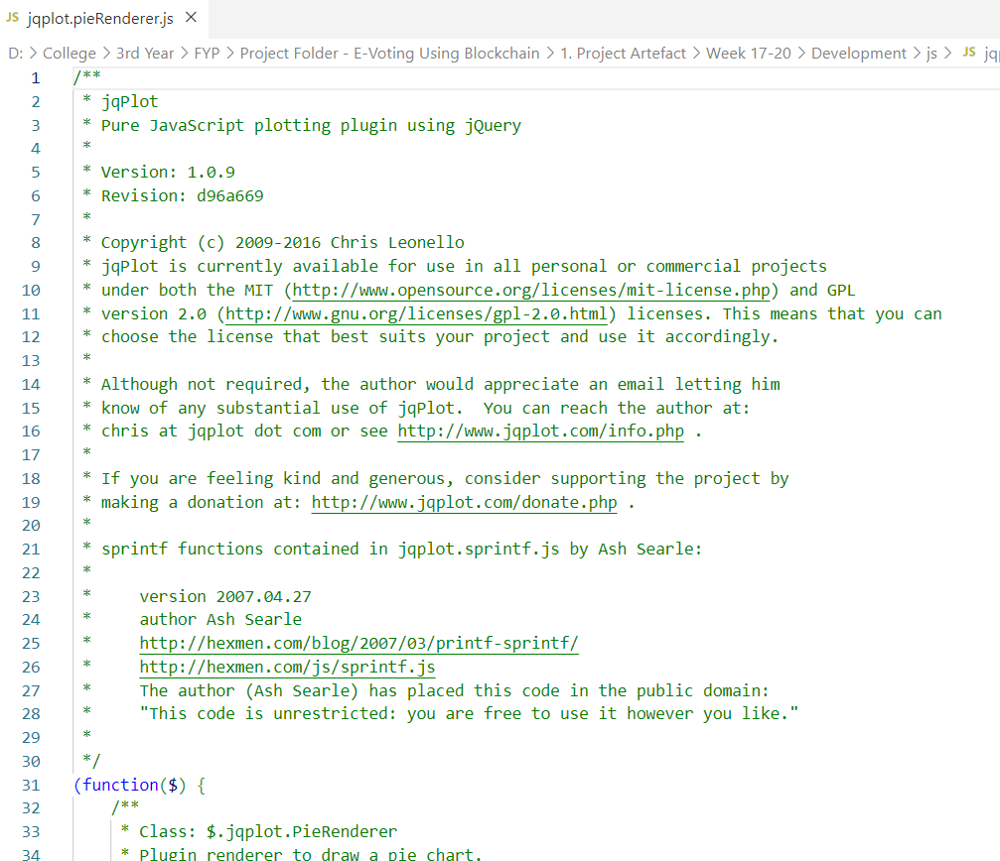 JS jqplot.pieRenderer.js ×
D: > College > 3rd Year > FYP > Project Folder - E-Voting Using Blockchain > 1. Project Artefact > Week 17-20 > Development > js > JS jq
1 /**
2 * jqPlot
3 * Pure JavaScript plotting plugin using jQuery
4 *
5 * Version: 1.0.9
6 * Revision: d96a669
7 *
8 * Copyright (c) 2009-2016 Chris Leonello
9 * jqPlot is currently available for use in all personal or commercial projects
10 * under both the MIT (http://www.opensource.org/licenses/mit-license.php) and GPL
11 * version 2.0 (http://www.gnu.org/licenses/gpl-2.0.html) licenses. This means that you can
12 * choose the license that best suits your project and use it accordingly.
13 *
14 * Although not required, the author would appreciate an email letting him
15 * know of any substantial use of jqPlot.  You can reach the author at:
16 * chris at jqplot dot com or see http://www.jqplot.com/info.php .
17 *
18 * If you are feeling kind and generous, consider supporting the project by
19 * making a donation at: http://www.jqplot.com/donate.php .
20 *
21 * sprintf functions contained in jqplot.sprintf.js by Ash Searle:
22 *
23 *     version 2007.04.27
24 *     author Ash Searle
25 *     http://hexmen.com/blog/2007/03/printf-sprintf/
26 *     http://hexmen.com/js/sprintf.js
27 *     The author (Ash Searle) has placed this code in the public domain:
28 *     "This code is unrestricted: you are free to use it however you like."
29 *
30 */
31 (function($) {
32 /**
33 * Class: $.jqplot.PieRenderer
34 * Plugin renderer to draw a pie chart.